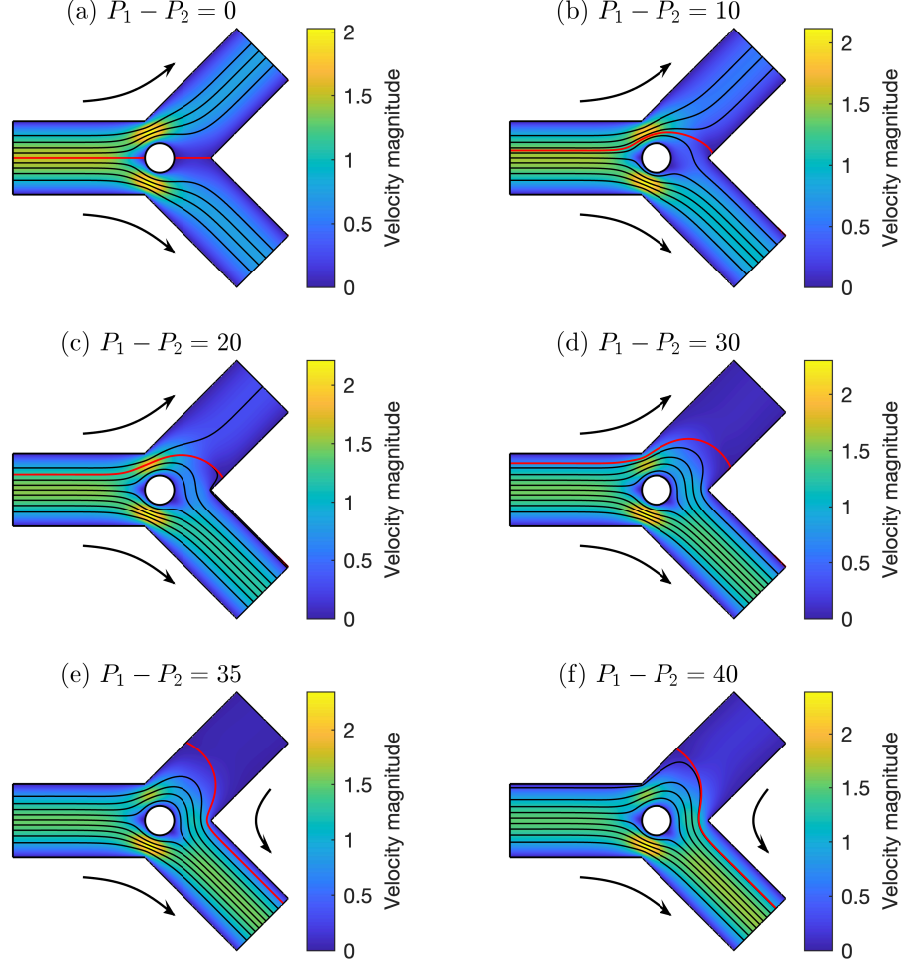 (a) P₁ − P₂ = 0
2
1.5
1
0.5
0
Velocity magnitude
(b) P₁ − P₂ = 10
2
1.5
1
0.5
0
Velocity magnitude
(c) P₁ − P₂ = 20
2
1.5
1
0.5
0
Velocity magnitude
(d) P₁ − P₂ = 30
2
1.5
1
0.5
0
Velocity magnitude
(e) P₁ − P₂ = 35
2
1.5
1
0.5
0
Velocity magnitude
(f) P₁ − P₂ = 40
2
1.5
1
0.5
0
Velocity magnitude